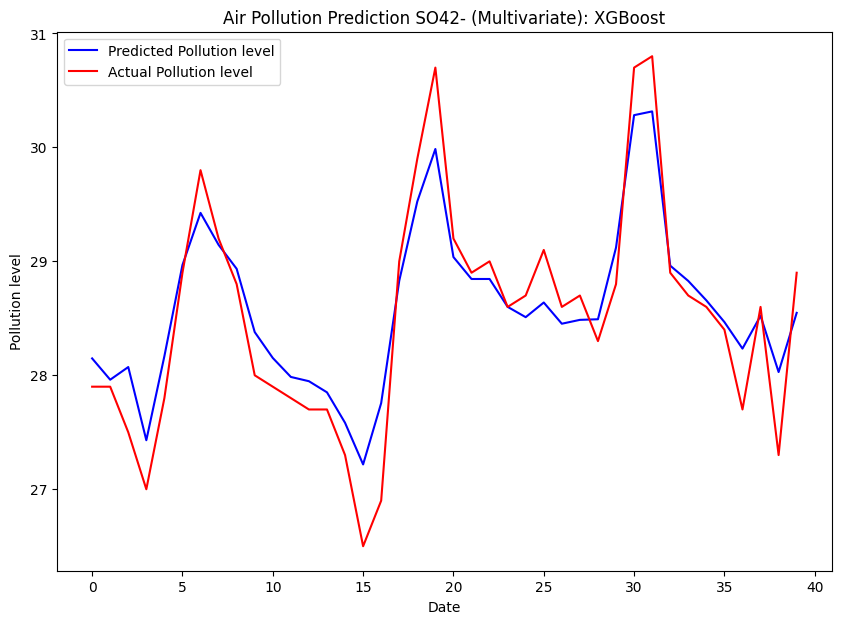 Air Pollution Prediction SO42- (Multivariate): XGBoost
Predicted Pollution level
Actual Pollution level
Pollution level
31
30
29
28
27
0 5 10 15 20 25 30 35 40
Date